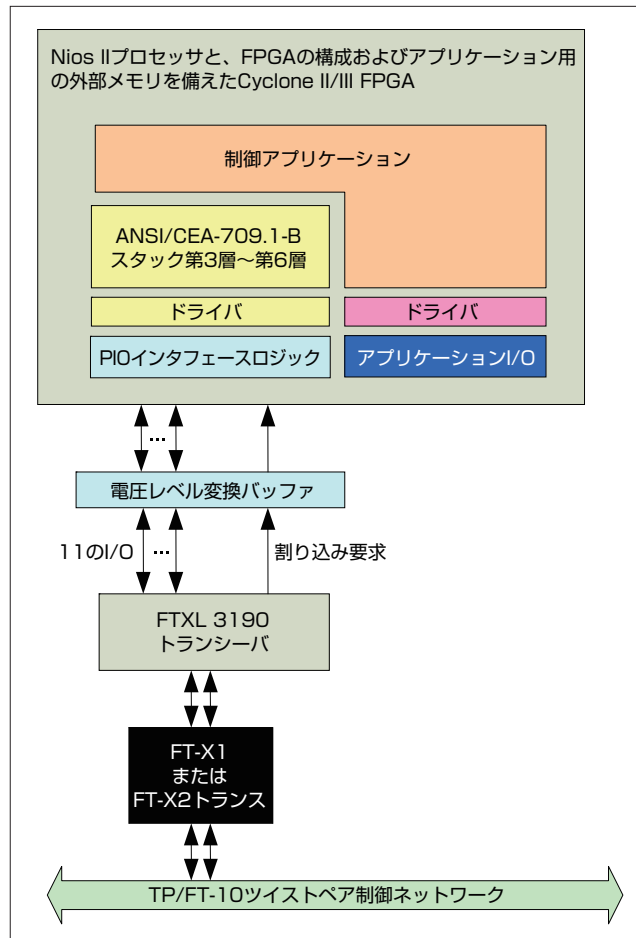 Nios IIプロセッサと、FPGAの構成およびアプリケーション用
の外部メモリを備えたCyclone II/III FPGA
制御アプリケーション
ANSI/CEA-709.1-B
スタック第3層～第6層
ドライバ
ドライバ
PIOインタフェースロジック
アプリケーションI/O
...
電圧レベル変換バッファ
11のI/O
...
割り込み要求
FTXL 3190
トランシーバ
FT-X1
または
FT-X2トランス
TP/FT-10ツイストペア制御ネットワーク